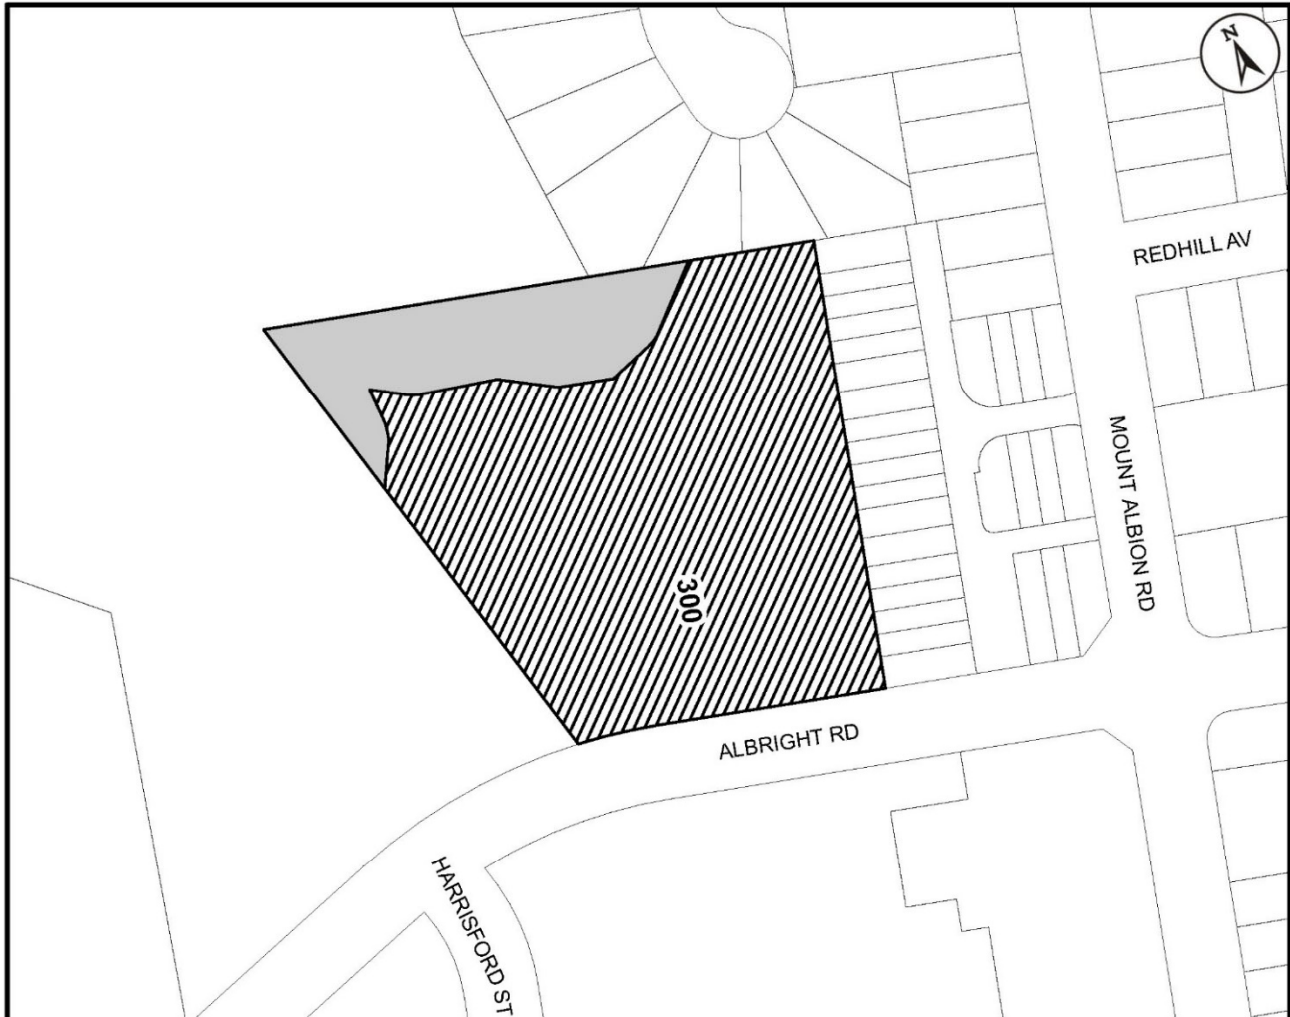 N
REDHILL AV
MOUNT ALBION RD
300
ALBRIGHT RD
HARRISFORD ST